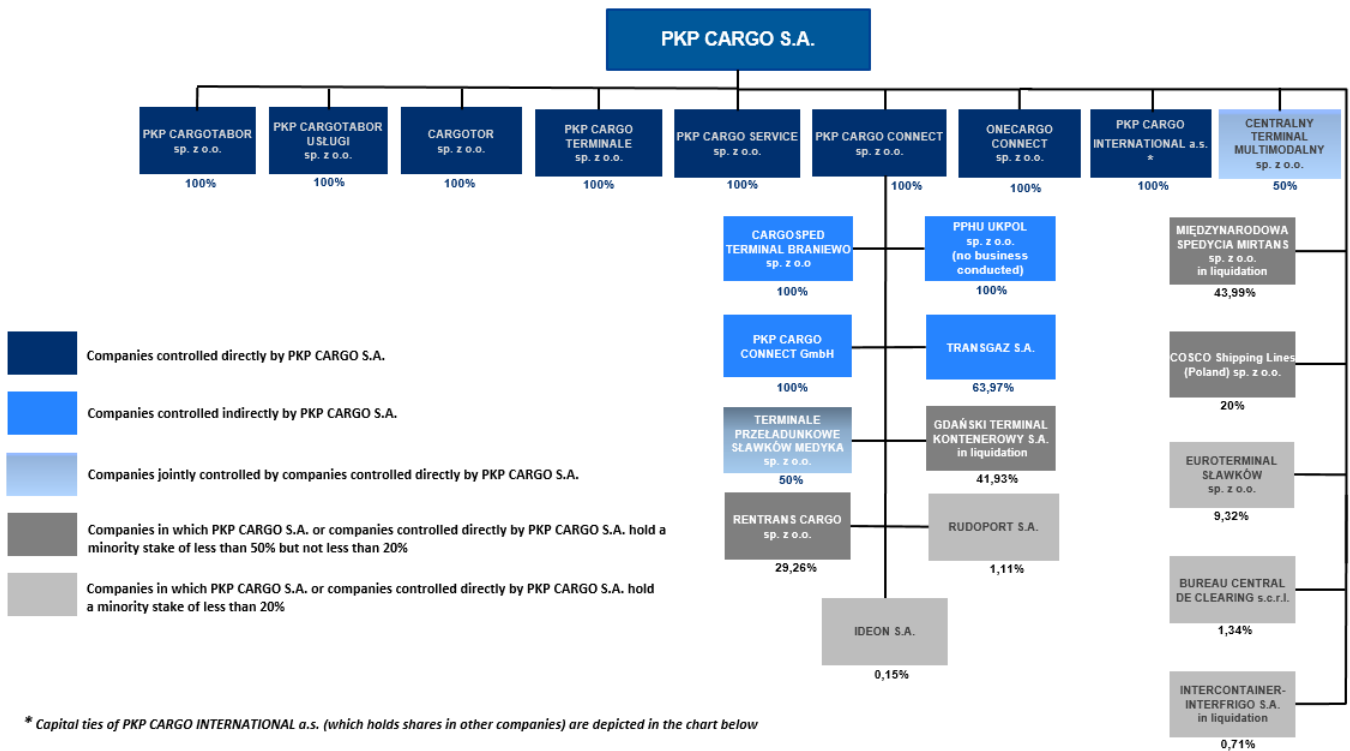 PKP CARGO S.A.
PKP CARGOTABOR
sp. z o.o.
100%
PKP CARGOTABOR
USŁUGI
sp. z o.o.
100%
CARGOTOR
sp. z o.o.
100%
PKP CARGO
TERMINALE
sp. z o.o.
100%
PKP CARGO SERVICE
sp. z o.o.
100%
PKP CARGO CONNECT
sp. z o.o.
100%
ONECARGO
CONNECT
sp. z o.o.
100%
PKP CARGO
INTERNATIONAL a.s.
*
100%
CENTRALNY
TERMINAL
MULTIMODALNY
sp. z o.o.
50%
CARGOSPED
TERMINAL BRANIEWO
sp. z o.o
100%
PPHU UKPOL
sp. z o.o.
(no business
conducted)
100%
MIĘDZYNARODOWA
SPEDYCIA MIRTANS
sp. z o.o.
in liquidation
43,99%
PKP CARGO
CONNECT GmbH
100%
TRANSGAZ S.A.
63,97%
COSCO Shipping Lines
(Poland) sp. z o.o.
20%
TERMINALE
PRZEŁADUNKOWE
SŁAWKÓW MEDYKA
sp. z o.o.
50%
GDAŃSKI TERMINAL
KONTENEROWY S.A.
in liquidation
41,93%
EUROTERMINAL
SŁAWKÓW
sp. z o.o.
9,32%
RENTRANS CARGO
sp. z o.o.
29,26%
RUDOPORT S.A.
1,11%
BUREAU CENTRAL
DE CLEARING s.c.r.l.
1,34%
IDEON S.A.
0,15%
INTERCONTAINER-
INTERFRIGO S.A.
in liquidation
0,71%
Companies controlled directly by PKP CARGO S.A.
Companies controlled indirectly by PKP CARGO S.A.
Companies jointly controlled by companies controlled directly by PKP CARGO S.A.
Companies in which PKP CARGO S.A. or companies controlled directly by PKP CARGO S.A. hold a
minority stake of less than 50% but not less than 20%
Companies in which PKP CARGO S.A. or companies controlled directly by PKP CARGO S.A. hold
a minority stake of less than 20%
* Capital ties of PKP CARGO INTERNATIONAL a.s. (which holds shares in other companies) are depicted in the chart below